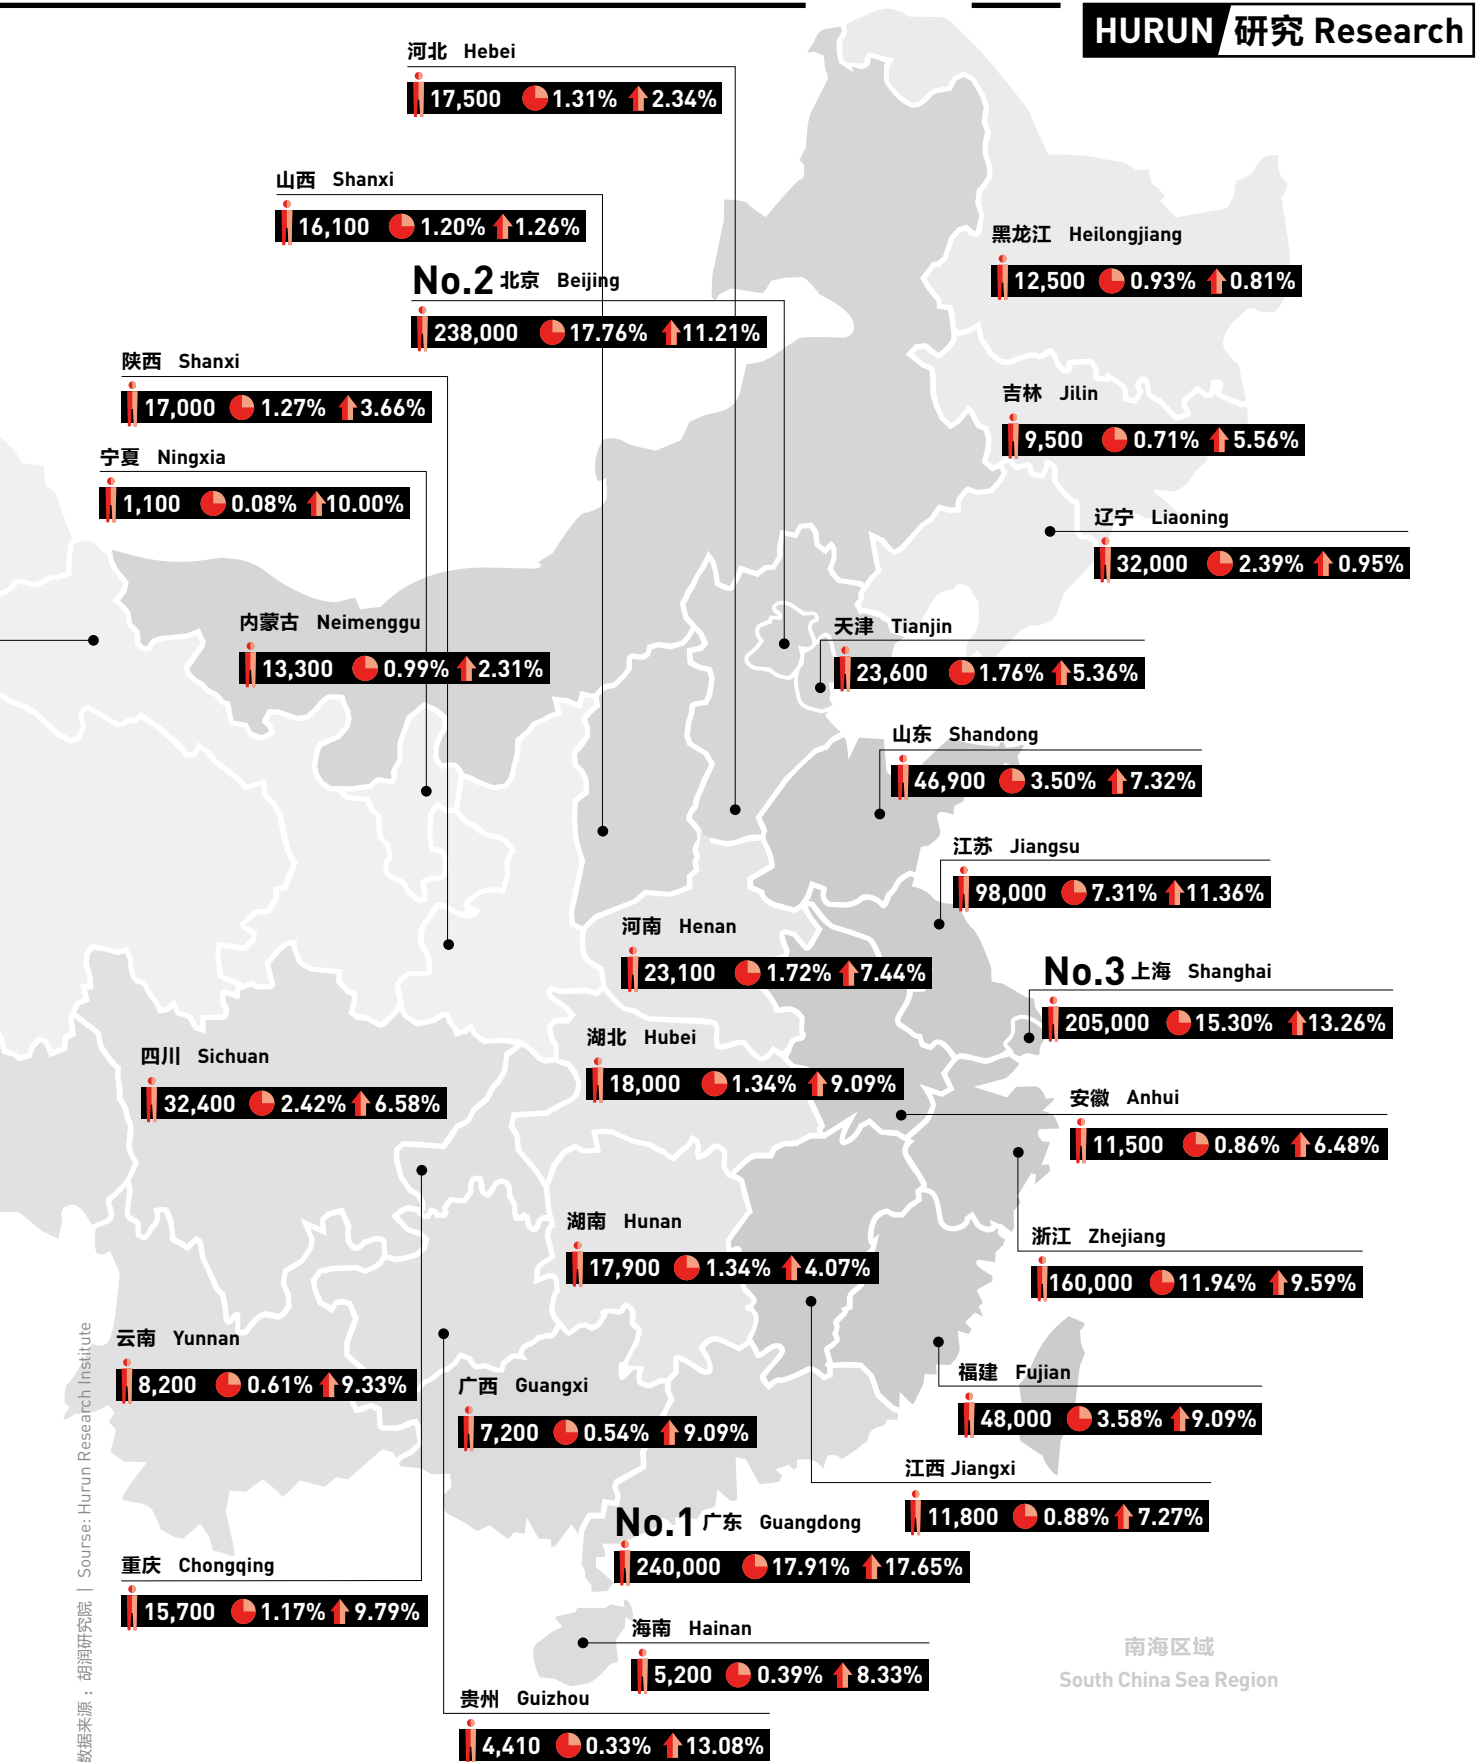 HURUN 研究 Research
河北 Hebei
17,500 1.31% 2.34%
山西 Shanxi
16,100 1.20% 1.26%
黑龙江 Heilongjiang
12,500 0.93% 0.81%
No.2 北京 Beijing
238,000 17.76% 11.21%
陕西 Shanxi
17,000 1.27% 3.66%
吉林 Jilin
9,500 0.71% 5.56%
宁夏 Ningxia
1,100 0.08% 10.00%
辽宁 Liaoning
32,000 2.39% 0.95%
内蒙古 Neimenggu
13,300 0.99% 2.31%
天津 Tianjin
23,600 1.76% 5.36%
山东 Shandong
46,900 3.50% 7.32%
江苏 Jiangsu
98,000 7.31% 11.36%
河南 Henan
23,100 1.72% 7.44%
No.3 上海 Shanghai
205,000 15.30% 13.26%
湖北 Hubei
18,000 1.34% 9.09%
四川 Sichuan
32,400 2.42% 6.58%
安徽 Anhui
11,500 0.86% 6.48%
湖南 Hunan
17,900 1.34% 4.07%
浙江 Zhejiang
160,000 11.94% 9.59%
云南 Yunnan
8,200 0.61% 9.33%
广西 Guangxi
7,200 0.54% 9.09%
福建 Fujian
48,000 3.58% 9.09%
江西 Jiangxi
11,800 0.88% 7.27%
No.1 广东 Guangdong
240,000 17.91% 17.65%
重庆 Chongqing
15,700 1.17% 9.79%
海南 Hainan
5,200 0.39% 8.33%
贵州 Guizhou
4,410 0.33% 13.08%
南海区域
South China Sea Region
数据来源：胡润研究院 | Sourse: Hurun Research Institute